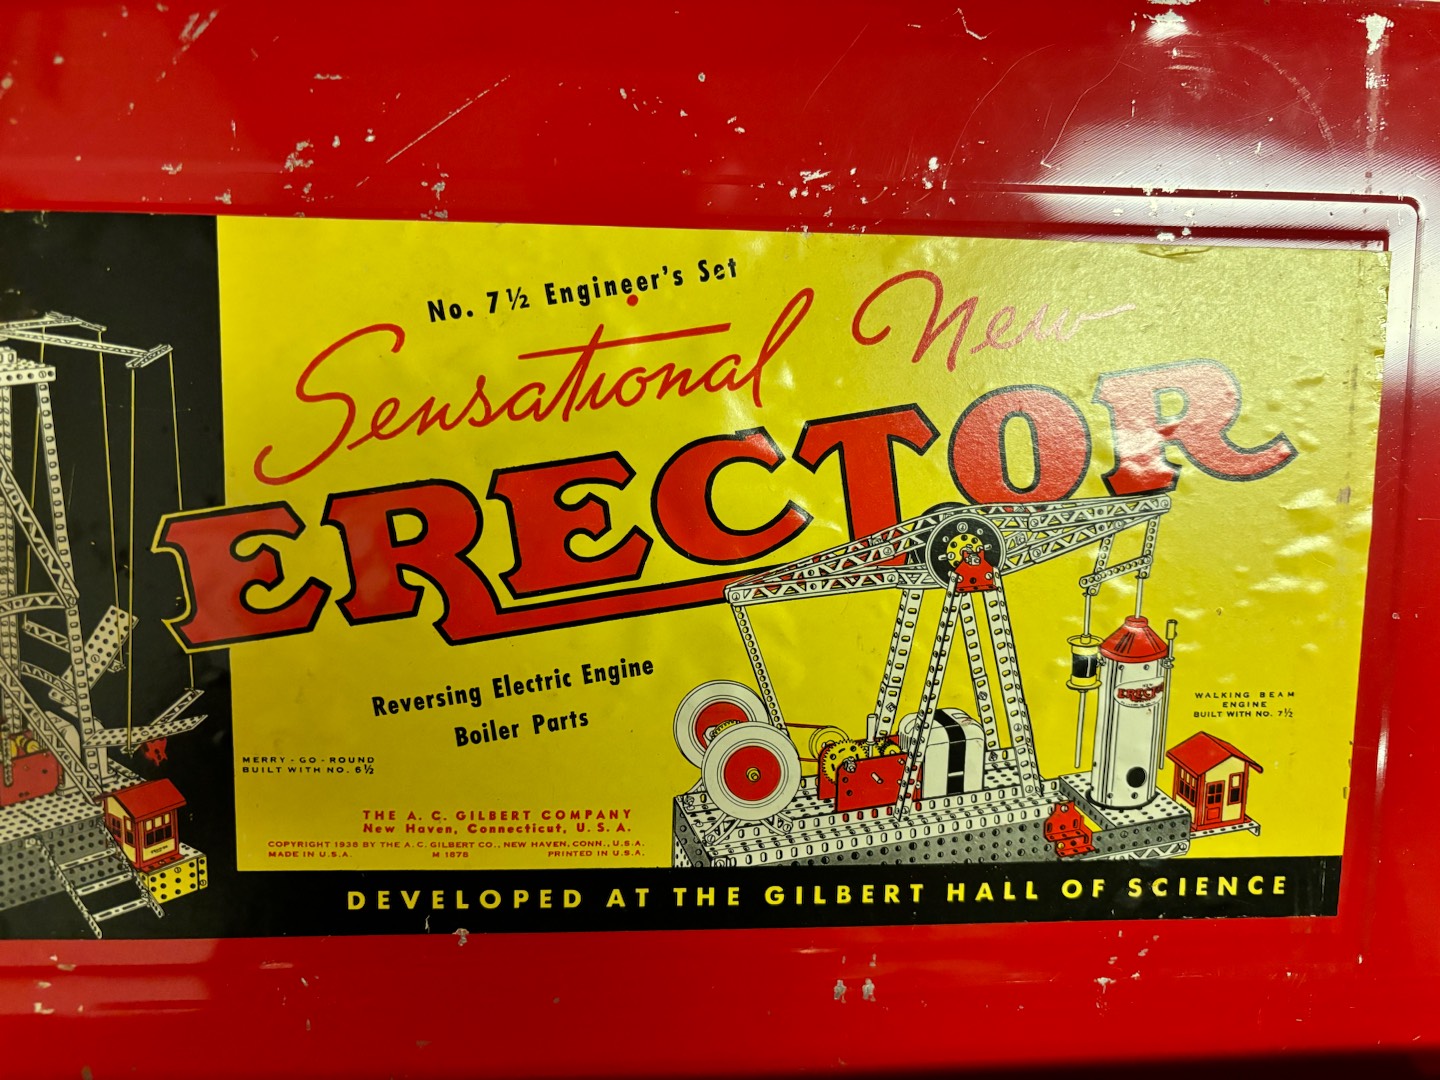 No. 7½ Engineer's Set
Sensational New
ERECTOR
Reversing Electric Engine
Boiler Parts
MERRY-GO-ROUND
BUILT WITH NO. 6½
WALKING BEAM
ENGINE
BUILT WITH NO. 7½
ERECTOR
THE A. C. GILBERT COMPANY
New Haven, Connecticut, U. S. A.
COPYRIGHT 1938 BY THE A. C. GILBERT CO., NEW HAVEN, CONN., U.S.A.
MADE IN U.S.A. M 1878 PRINTED IN U.S.A.
DEVELOPED AT THE GILBERT HALL OF SCIENCE